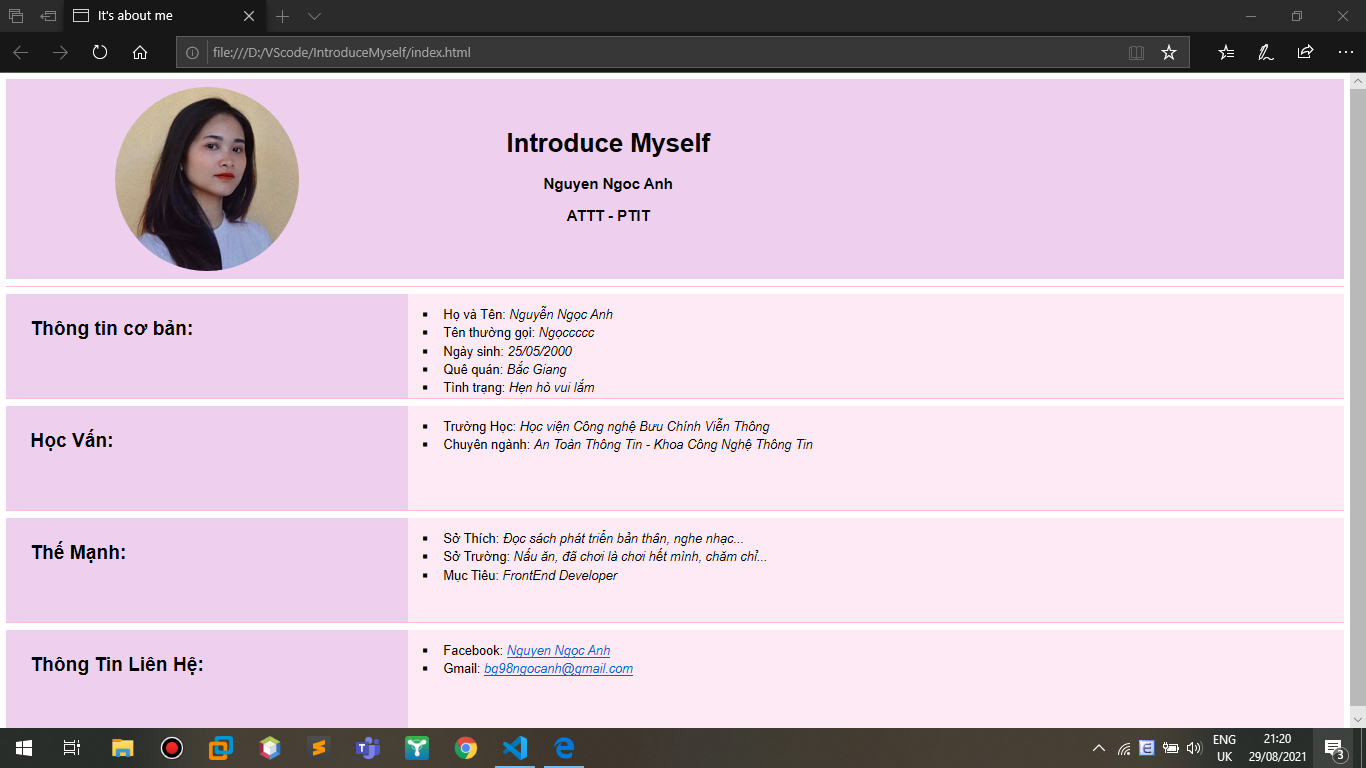 It's about me
file:///D:/VScode/IntroduceMyself/index.html
Introduce Myself
Nguyen Ngoc Anh
ATTT - PTIT
Thông tin cơ bản:
Họ và Tên: Nguyễn Ngọc Anh
Tên thường gọi: Ngọccccc
Ngày sinh: 25/05/2000
Quê quán: Bắc Giang
Tình trạng: Hẹn hò vui lắm
Học Vấn:
Trường Học: Học viện Công nghệ Bưu Chính Viễn Thông
Chuyên ngành: An Toàn Thông Tin - Khoa Công Nghệ Thông Tin
Thế Mạnh:
Sở Thích: Đọc sách phát triển bản thân, nghe nhạc...
Sở Trường: Nấu ăn, đã chơi là chơi hết mình, chăm chỉ...
Mục Tiêu: FrontEnd Developer
Thông Tin Liên Hệ:
Facebook: Nguyen Ngọc Anh
Gmail: bg98ngocanh@gmail.com
ENG
UK
21:20
29/08/2021
3